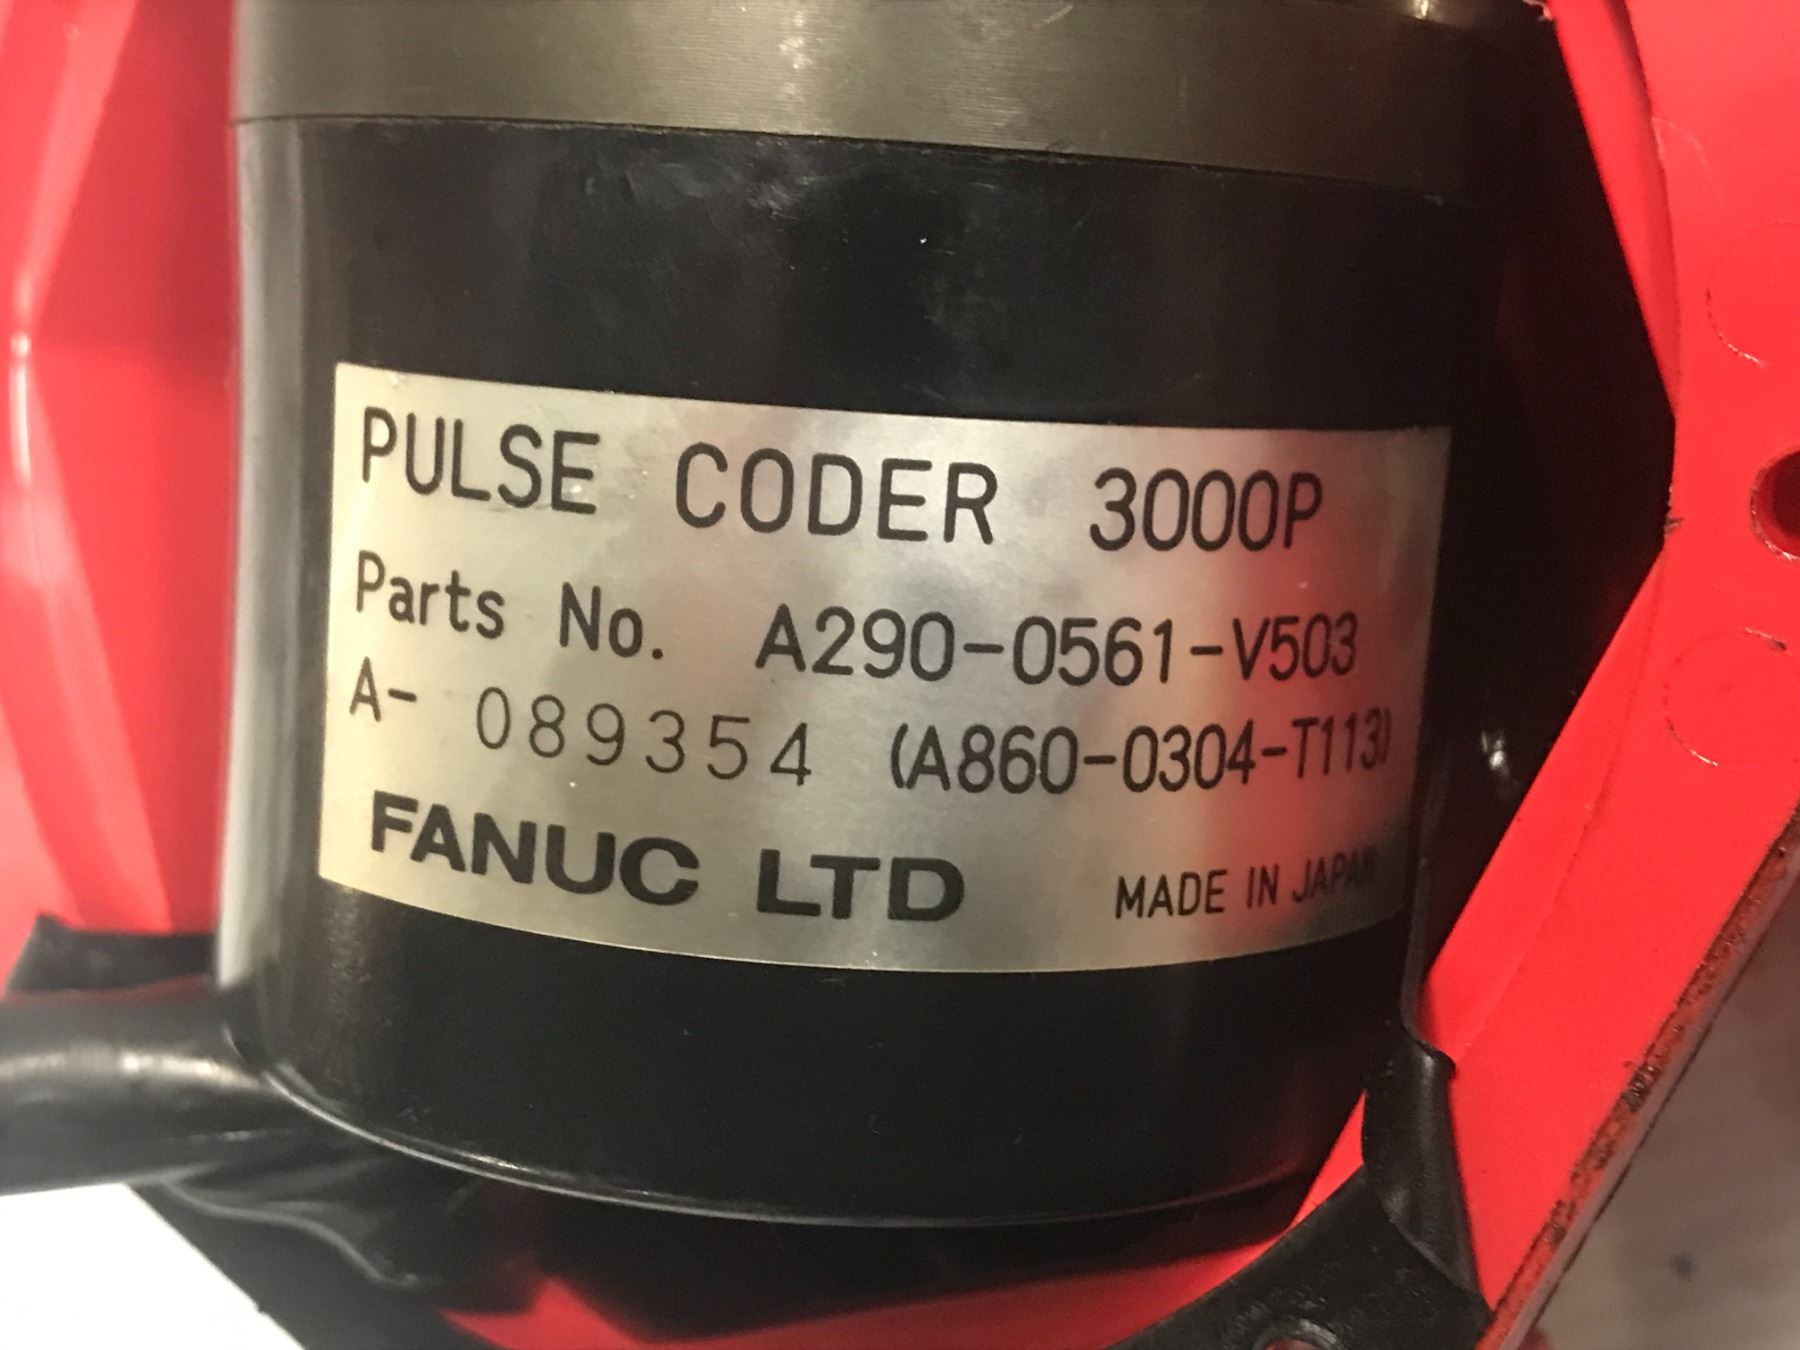 PULSE CODER 3000P
Parts No. A290-0561-V503
A- 089354 (A860-0304-T113)
FANUC LTD MADE IN JAPAN